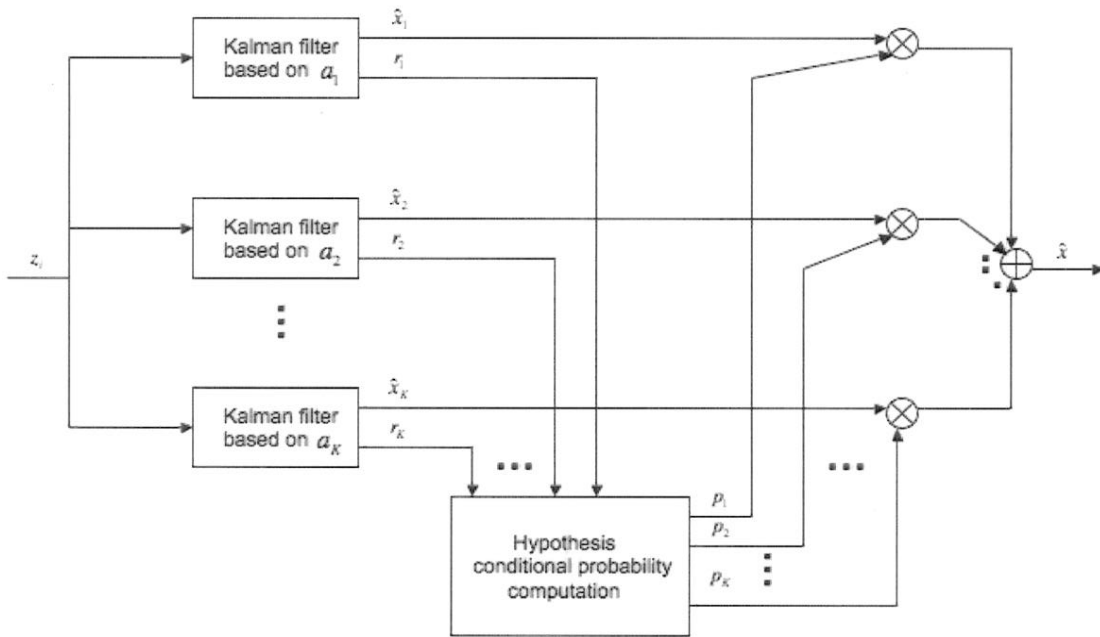 x̂₁
Kalman filter
based on a₁
r₁
x̂₂
Kalman filter
based on a₂
r₂
zᵢ
x̂
x̂_K
Kalman filter
based on a_K
r_K
p₁
Hypothesis
p₂
conditional probability
computation
p_K